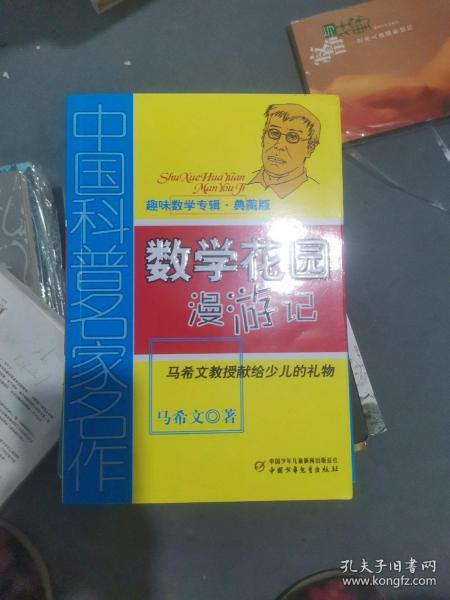 中国科普名家名作
Shu Xue Hua Yuan
Man You Ji
趣味数学专辑·典藏版
数学花园
漫游记
马希文教授献给少儿的礼物
马希文◎著
中国少年儿童新闻出版总社
中国少年儿童出版社
孔夫子旧书网
www.kongfz.com